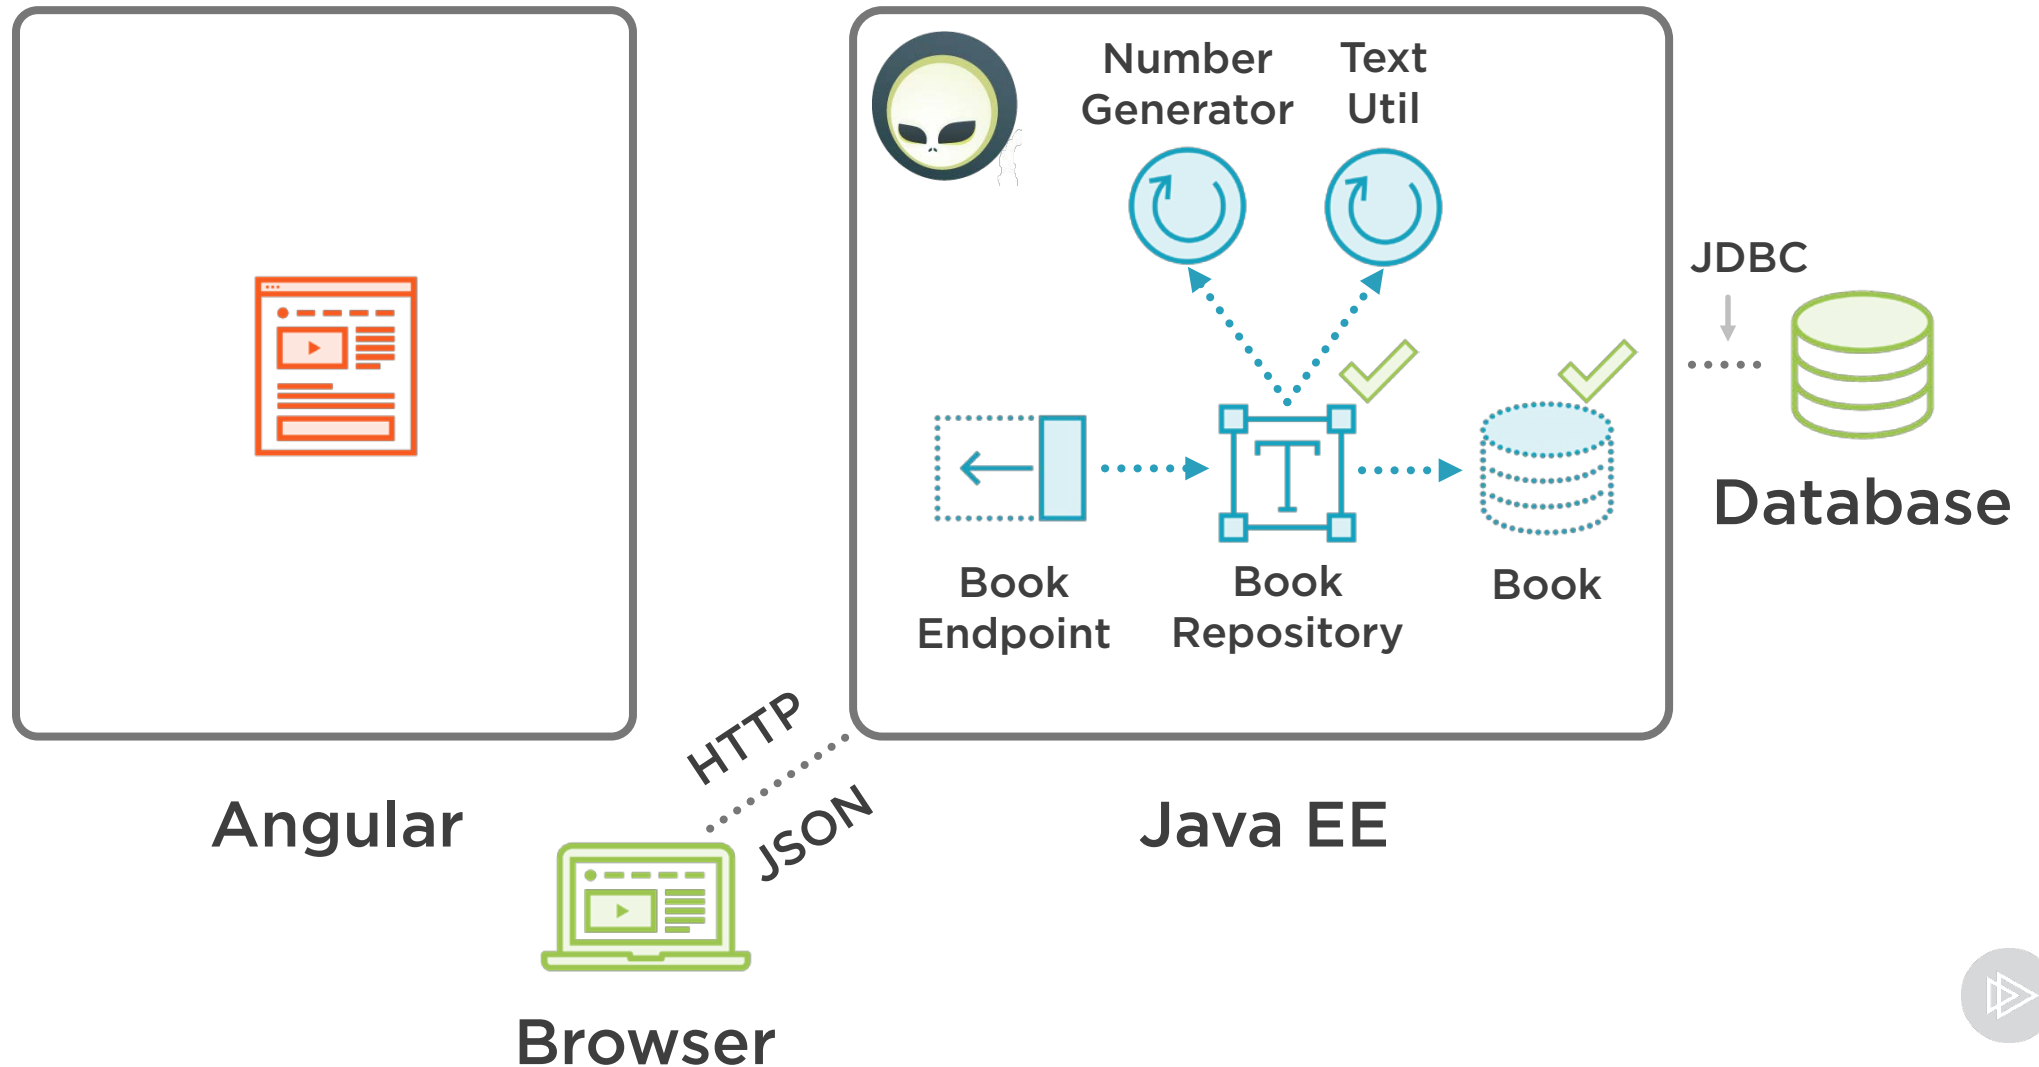 Number
Generator
Text
Util
JDBC
Book
Endpoint
Book
Repository
Book
Database
HTTP
JSON
Angular
Java EE
Browser